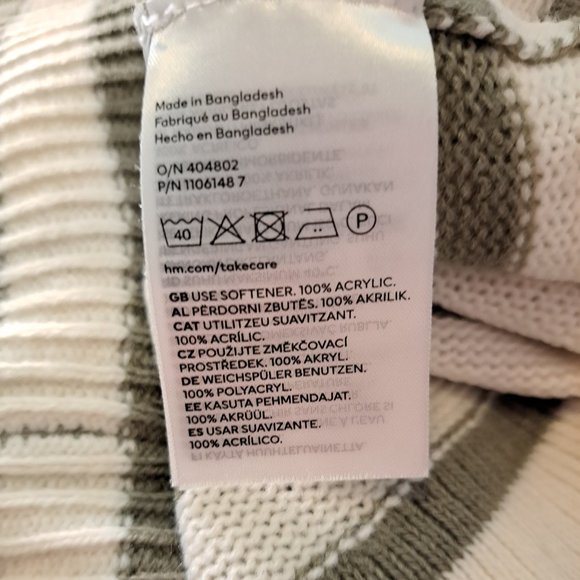 Made in Bangladesh
Fabriqué au Bangladesh
Hecho en Bangladesh
O/N 404802
P/N 1106148 7
40
P
hm.com/takecare
GB USE SOFTENER. 100% ACRYLIC.
AL PËRDORNI ZBUTËS. 100% AKRILIK.
CAT UTILITZEU SUAVITZANT.
100% ACRÍLIC.
CZ POUŽIJTE ZMĚKČOVACÍ
PROSTŘEDEK. 100% AKRYL.
DE WEICHSPÜLER BENUTZEN.
100% POLYACRYL.
EE KASUTA PEHMENDAJAT.
100% AKRÜÜL.
ES USAR SUAVIZANTE.
100% ACRÍLICO.